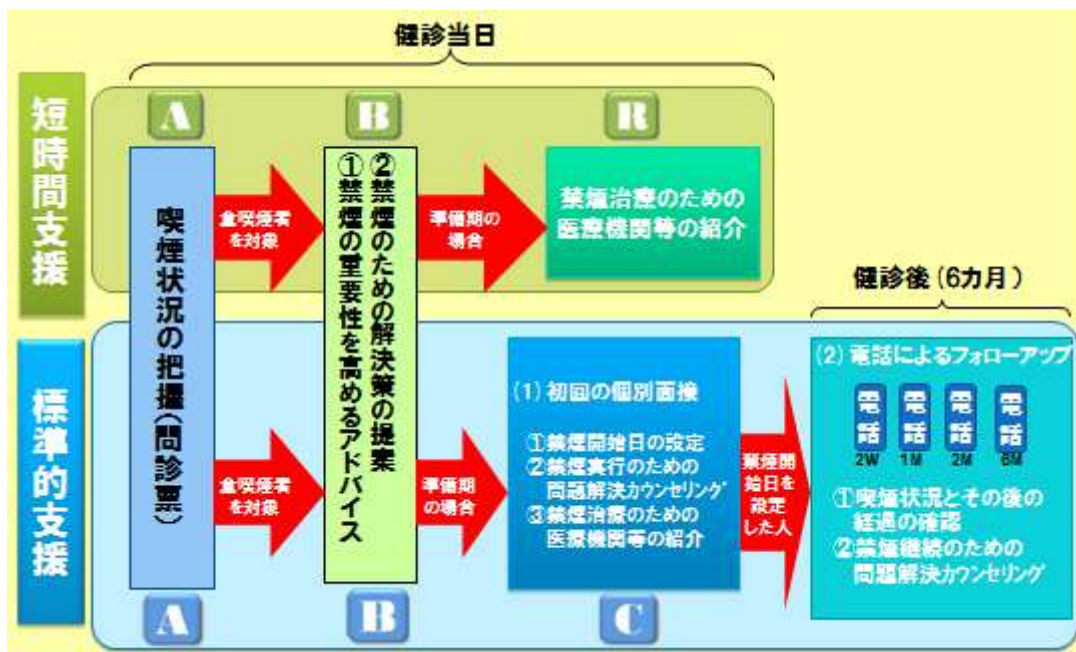 健診当日
短時間支援
A
B
R
喫煙状況の把握(問診票)
全喫煙者
を対象
①禁煙の重要性を高めるアドバイス
②禁煙のための解決策の提案
準備期の
場合
禁煙治療のための
医療機関等の紹介
健診後(6カ月)
標準的支援
全喫煙者
を対象
準備期
の場合
(1)初回の個別面接
①禁煙開始日の設定
②禁煙実行のための
問題解決カウンセリング
③禁煙治療のための
医療機関等の紹介
禁煙開
始日を
設定
した人
(2)電話によるフォローアップ
電話
電話
電話
電話
2W
1M
2M
6M
①喫煙状況とその後の
経過の確認
②禁煙継続のための
問題解決カウンセリング
A
B
C